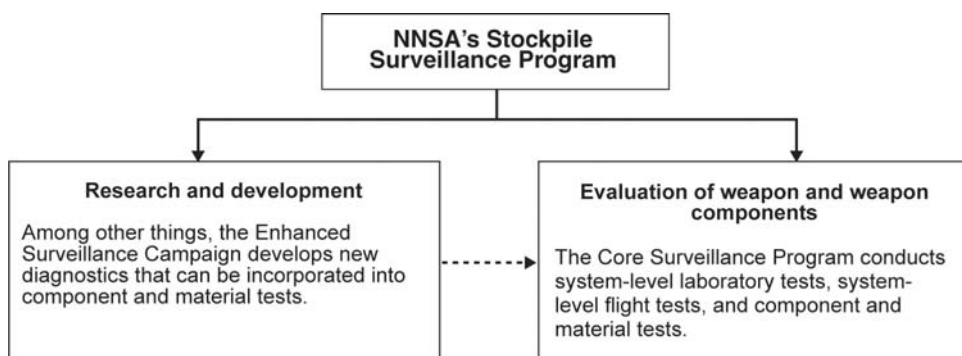 NNSA's Stockpile
Surveillance Program
Research and development
Among other things, the Enhanced
Surveillance Campaign develops new
diagnostics that can be incorporated into
component and material tests.
Evaluation of weapon and weapon
components
The Core Surveillance Program conducts
system-level laboratory tests, system-
level flight tests, and component and
material tests.